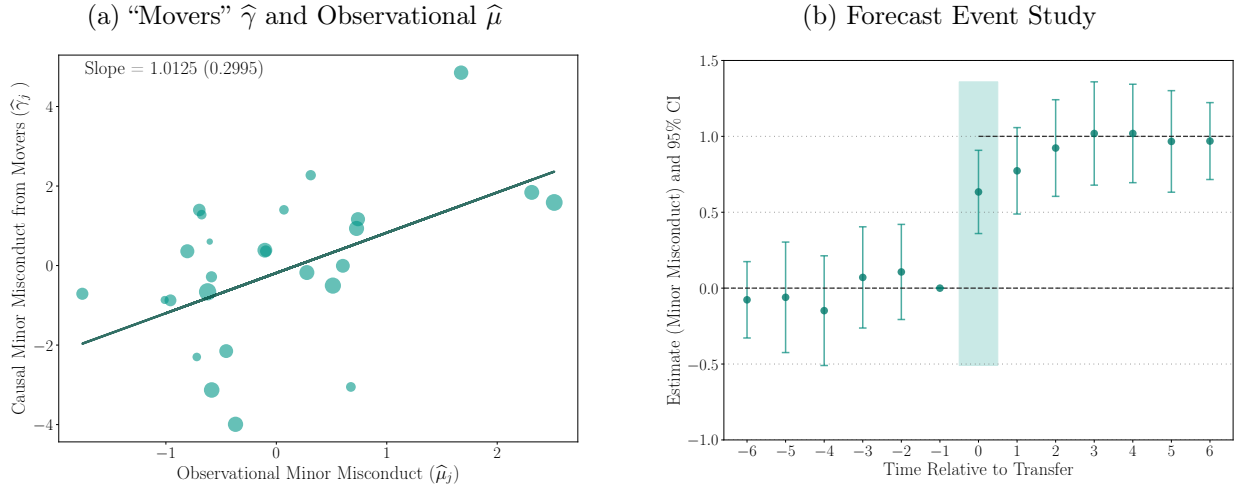 (a) “Movers” γ̂ and Observational μ̂
Slope = 1.0125 (0.2995)
Causal Minor Misconduct from Movers (γ̂ⱼ )
4
2
0
−2
−4
−1
0
1
2
Observational Minor Misconduct (μ̂ⱼ)
(b) Forecast Event Study
Estimate (Minor Misconduct) and 95% CI
1.5
1.0
0.5
0.0
−0.5
−1.0
−6 −5 −4 −3 −2 −1 0 1 2 3 4 5 6
Time Relative to Transfer